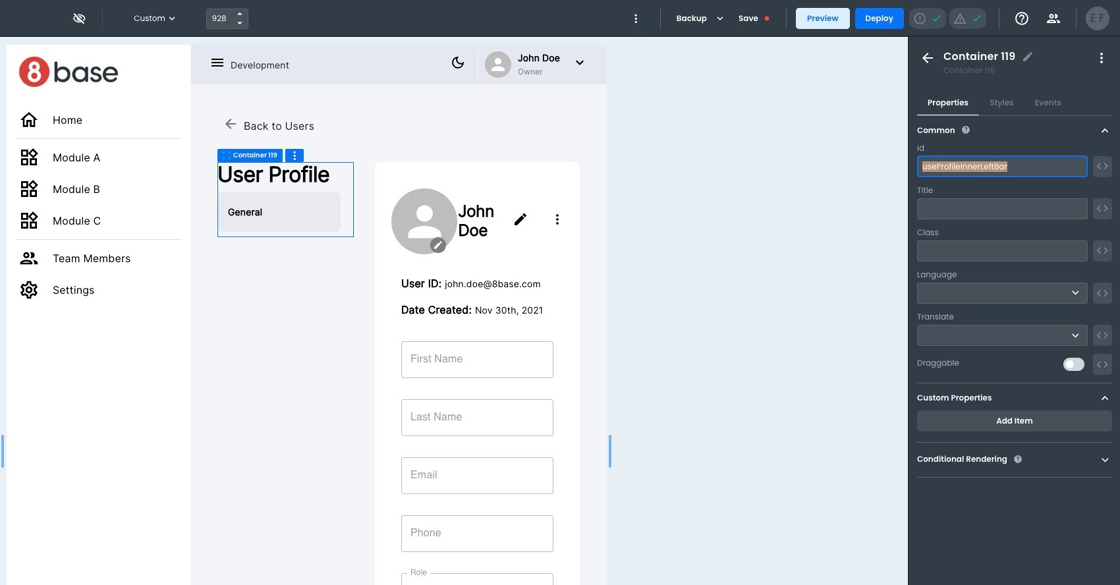 Custom
928
Backup
Save
Preview
Deploy
EF
8base
Home
Module A
Module B
Module C
Team Members
Settings
Development
John Doe
Owner
Back to Users
Container 119
User Profile
General
John
Doe
User ID: john.doe@8base.com
Date Created: Nov 30th, 2021
First Name
Last Name
Email
Phone
Role
Container 119
Container 119
Properties
Styles
Events
Common
Id
useProfileInnerLeftBar
Title
Class
Language
Translate
Draggable
Custom Properties
Add Item
Conditional Rendering